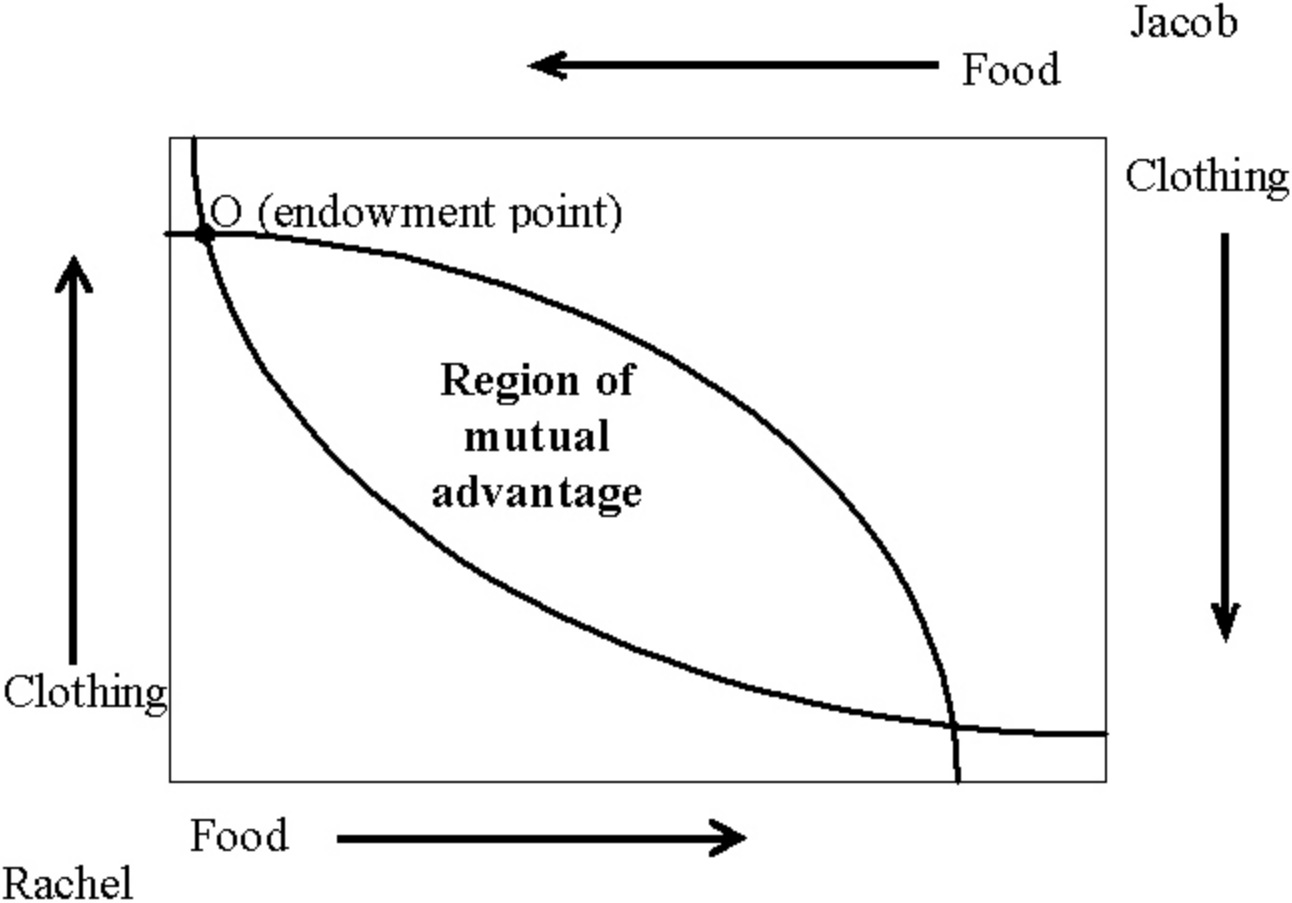 Jacob
Food
Clothing
O (endowment point)
Region of
mutual
advantage
Clothing
Food
Rachel